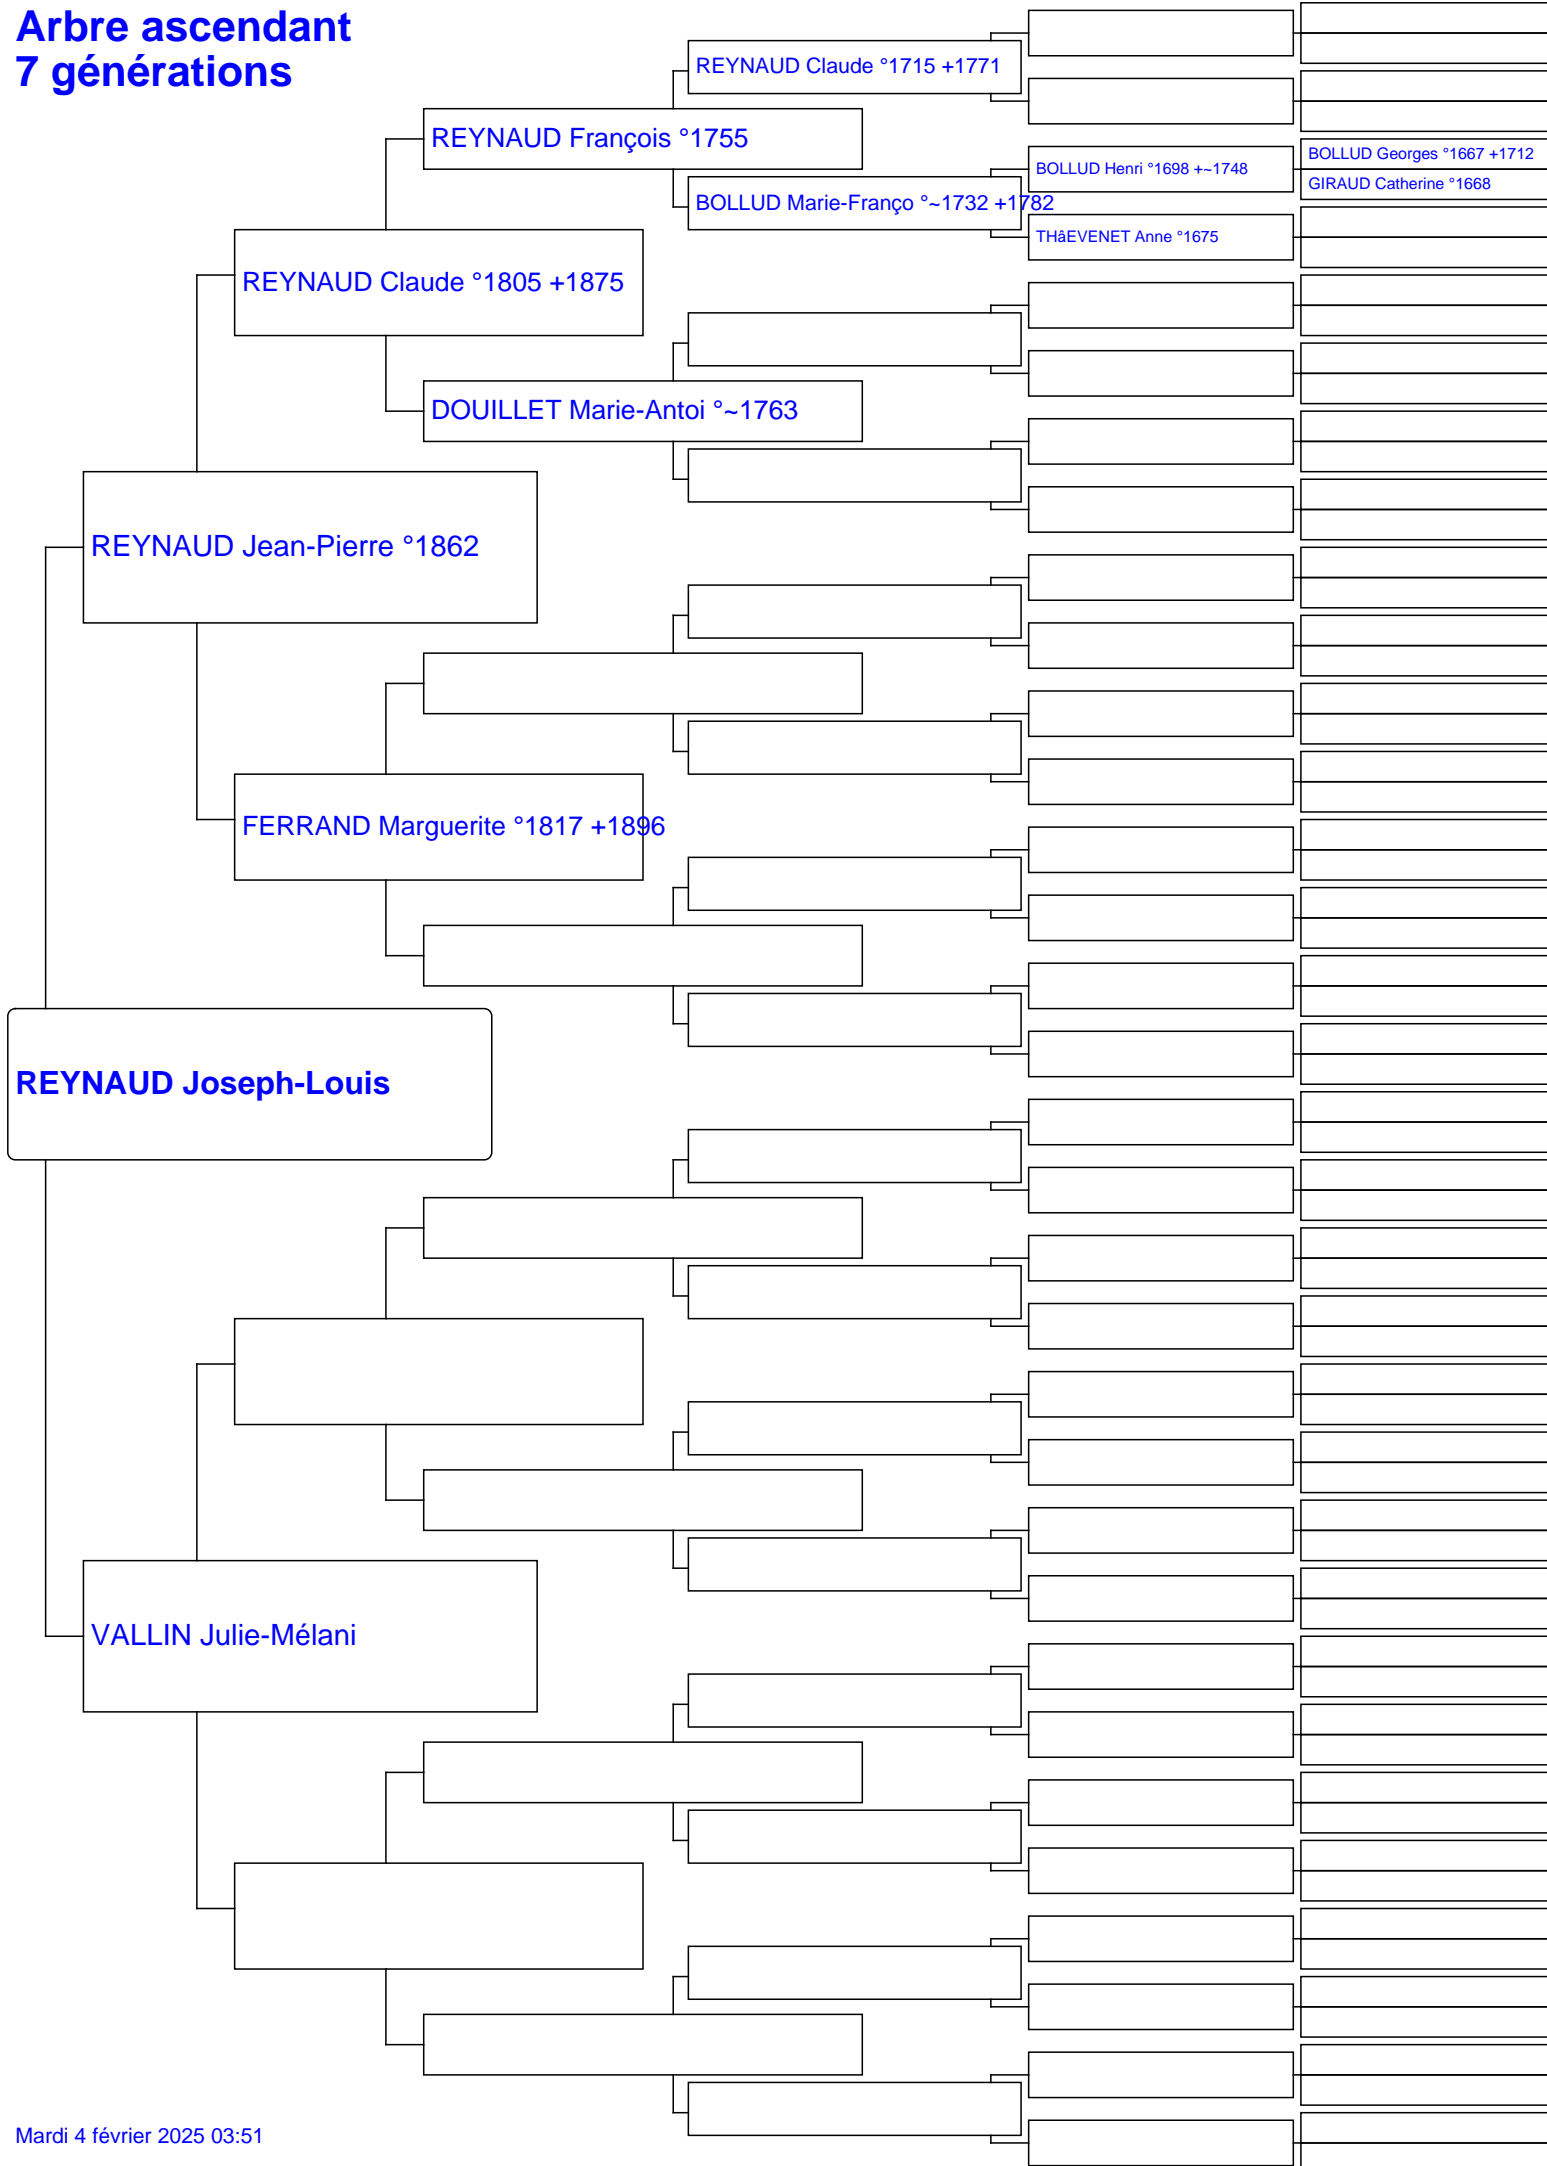 Arbre ascendant
7 générations
REYNAUD Claude °1715 +1771
REYNAUD François °1755
BOLLUD Georges °1667 +1712
BOLLUD Henri °1698 +~1748
GIRAUD Catherine °1668
BOLLUD Marie-Franço °~1732 +1782
THâEVENET Anne °1675
REYNAUD Claude °1805 +1875
DOUILLET Marie-Antoi °~1763
REYNAUD Jean-Pierre °1862
FERRAND Marguerite °1817 +1896
REYNAUD Joseph-Louis
VALLIN Julie-Mélani
Mardi 4 février 2025 03:51